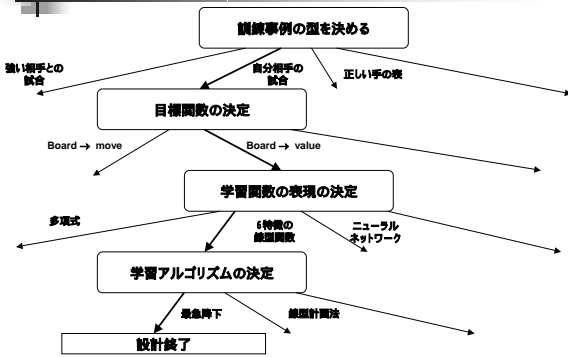 訓練事例の型を決める
強い相手との
試合
自分相手の
試合
正しい手の表
目標関数の決定
Board → move
Board → value
学習関数の表現の決定
多項式
6特徴の
線型関数
ニューラル
ネットワーク
学習アルゴリズムの決定
最急降下
線型計画法
設計終了